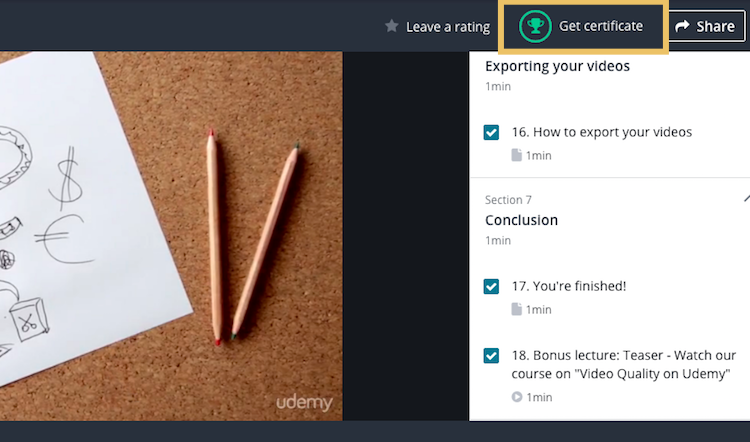 Leave a rating
Get certificate
Share
Exporting your videos
1min
16. How to export your videos
1min
Section 7
Conclusion
1min
17. You're finished!
1min
18. Bonus lecture: Teaser - Watch our
course on "Video Quality on Udemy"
1min
$
€
udemy